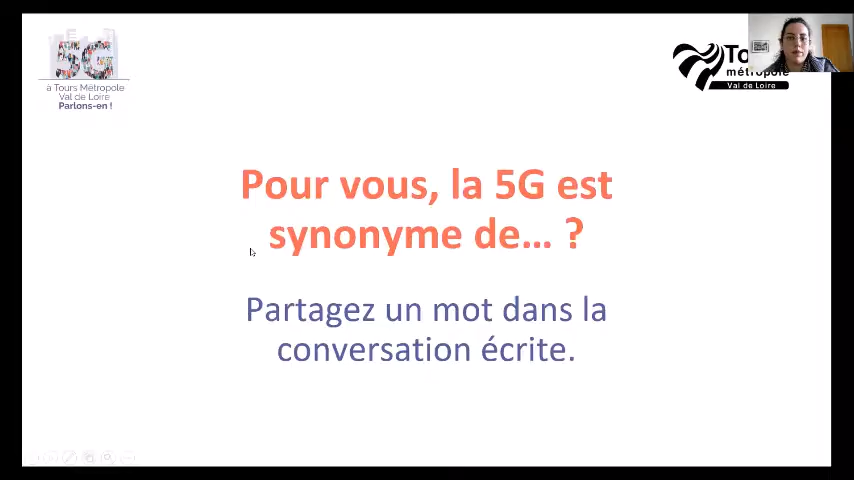 5G
à Tours Métropole
Val de Loire
Parlons-en !
métropole
Val de Loire
Pour vous, la 5G est
synonyme de... ?
Partagez un mot dans la
conversation écrite.